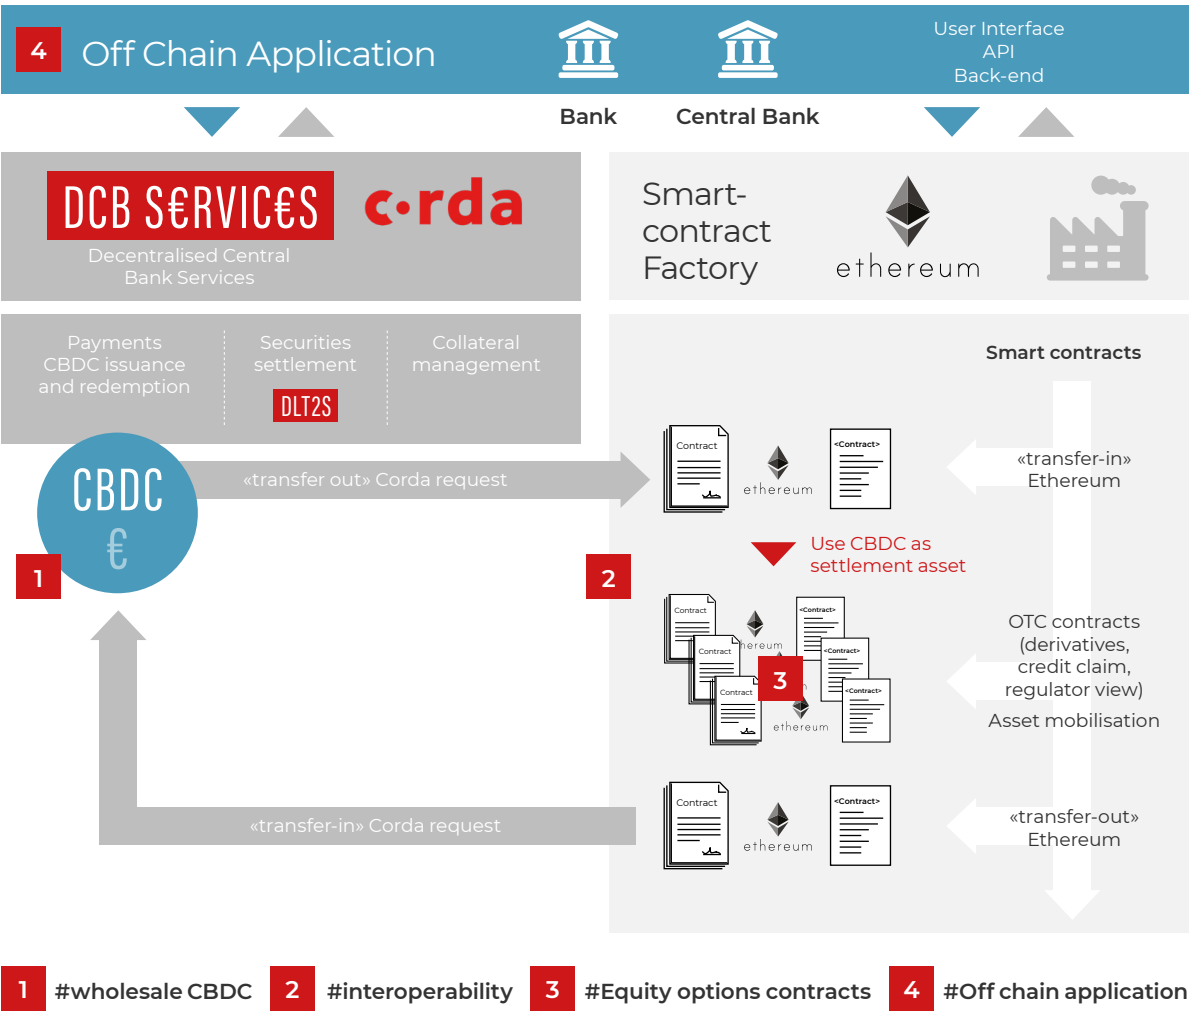 4 Off Chain Application
User Interface
API
Back-end
Bank
Central Bank
DCB S€RVIC€S
c•rda
Decentralised Central
Bank Services
Smart-
contract
Factory
ethereum
Payments
CBDC issuance
and redemption
Securities
settlement
DLT2S
Collateral
management
Smart contracts
CBDC
€
1
«transfer out» Corda request
Contract
ethereum
<Contract>
«transfer-in»
Ethereum
2
Use CBDC as
settlement asset
Contract
hereum
<Contract>
Contract
<Contract>
3
Contract
ethereum
<Contract>
OTC contracts
(derivatives,
credit claim,
regulator view)
Asset mobilisation
«transfer-in» Corda request
Contract
ethereum
<Contract>
«transfer-out»
Ethereum
1 #wholesale CBDC
2 #interoperability
3 #Equity options contracts
4 #Off chain application